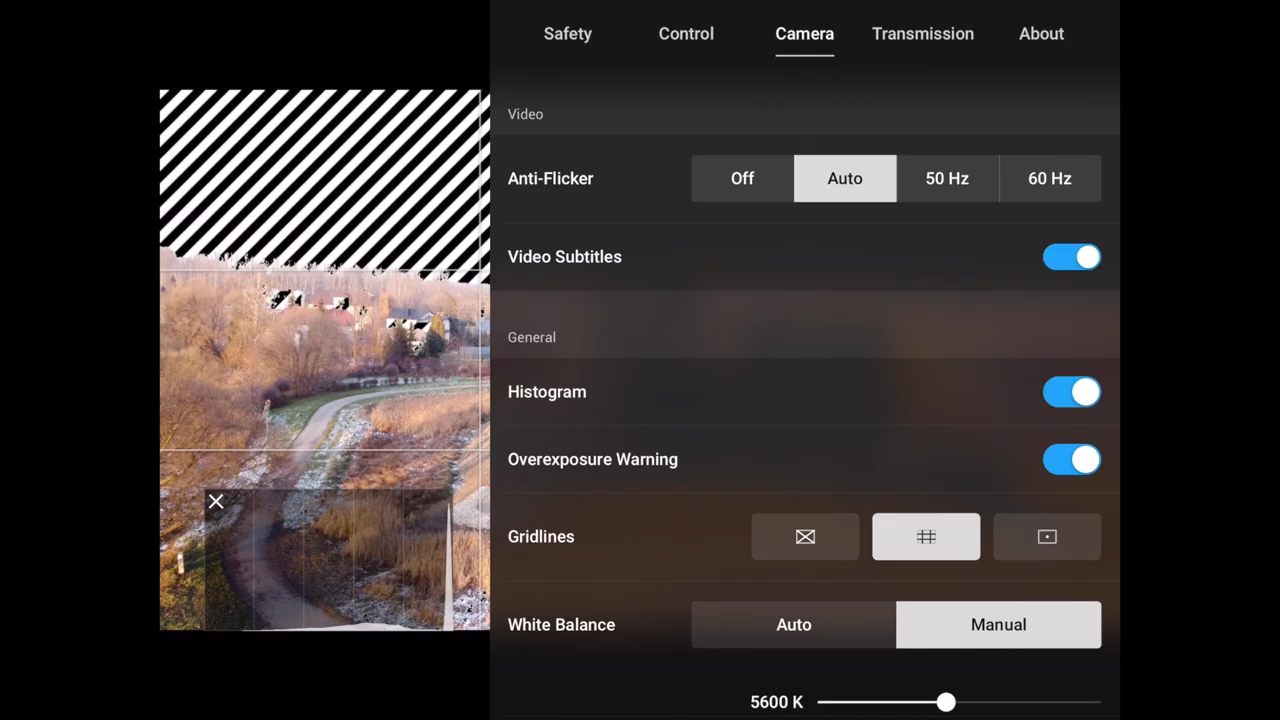 Safety Control Camera Transmission About
Video
Anti-Flicker Off Auto 50 Hz 60 Hz
Video Subtitles
General
Histogram
Overexposure Warning
Gridlines
White Balance Auto Manual
5600 K